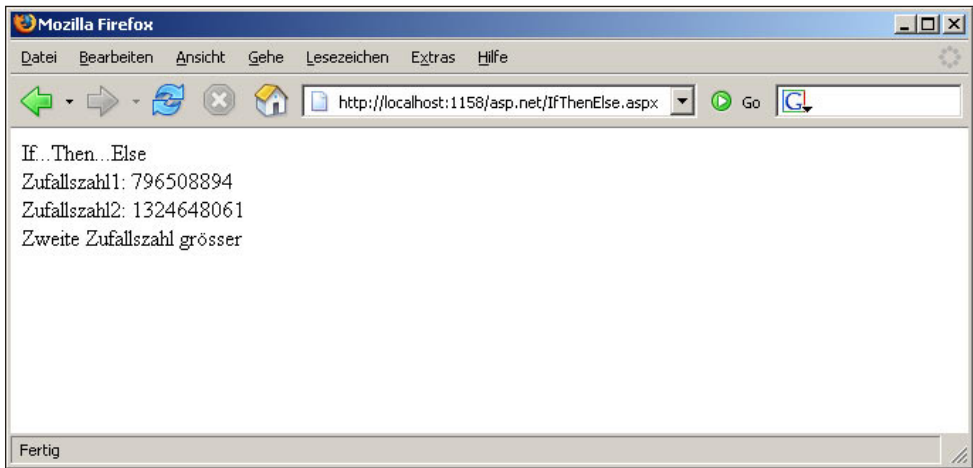 Mozilla Firefox
Datei Bearbeiten Ansicht Gehe Lesezeichen Extras Hilfe
http://localhost:1158/asp.net/IfThenElse.aspx Go G
If...Then...Else
Zufallszahl1: 796508894
Zufallszahl2: 1324648061
Zweite Zufallszahl grösser
Fertig